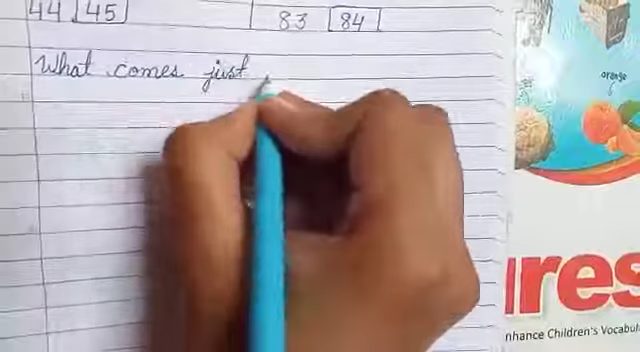 44 45 83 84
What comes just
orange
ires
nhance Children's Vocabul